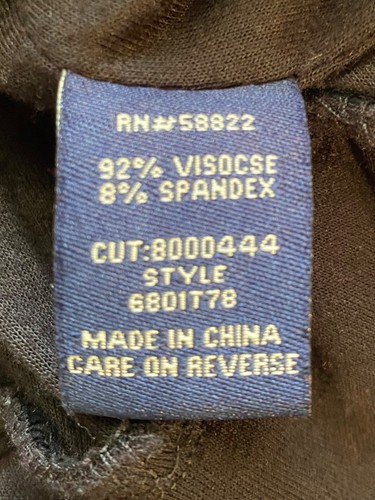 RN#58822
92% VISOCSE
8% SPANDEX
CUT:8000444
STYLE
6801T78
MADE IN CHINA
CARE ON REVERSE